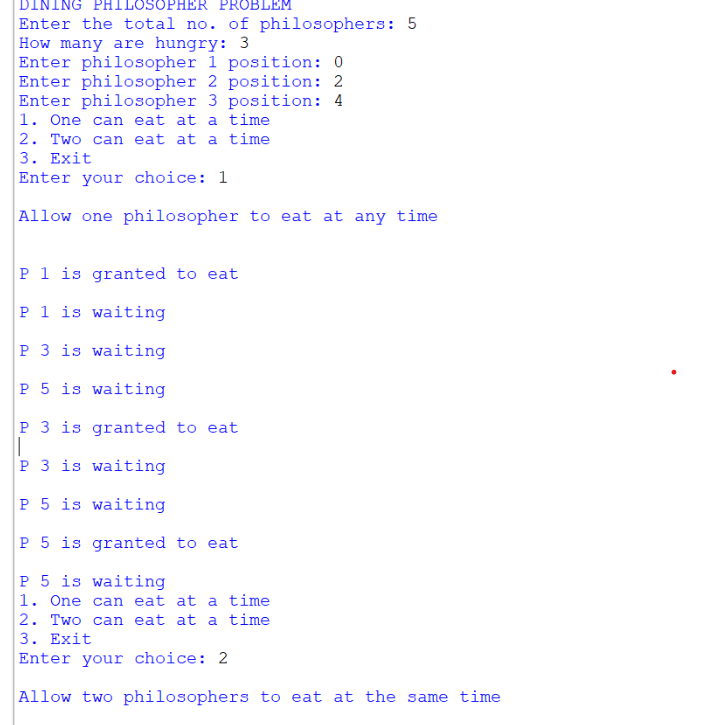 DINING PHILOSOPHER PROBLEM
Enter the total no. of philosophers: 5
How many are hungry: 3
Enter philosopher 1 position: 0
Enter philosopher 2 position: 2
Enter philosopher 3 position: 4
1. One can eat at a time
2. Two can eat at a time
3. Exit
Enter your choice: 1
Allow one philosopher to eat at any time
P 1 is granted to eat
P 1 is waiting
P 3 is waiting
P 5 is waiting
P 3 is granted to eat
P 3 is waiting
P 5 is waiting
P 5 is granted to eat
P 5 is waiting
1. One can eat at a time
2. Two can eat at a time
3. Exit
Enter your choice: 2
Allow two philosophers to eat at the same time